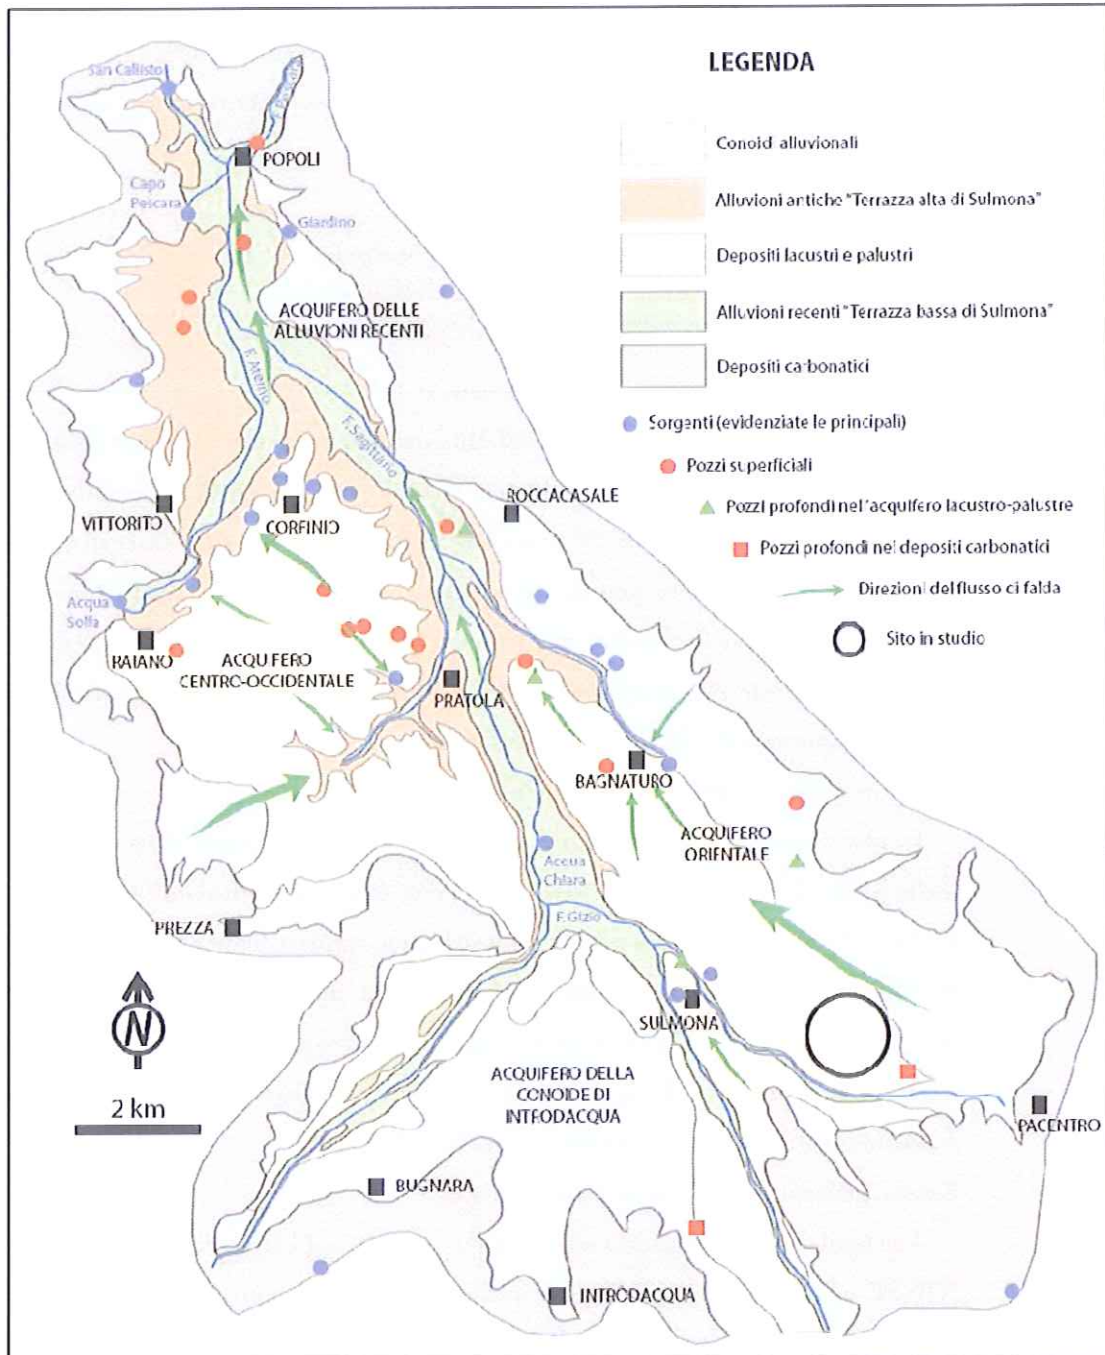 LEGENDA
Conoid alluvionali
Alluvioni antiche "Terrazza alta di Sulmona"
Depositi lacustri e palustri
Alluvioni recenti "Terrazza bassa di Sulmona"
Depositi carbonatici
Sorgenti (evidenziate le principali)
Pozzi superficiali
Pozzi profondi nell'acquifero lacustro-palustre
Pozzi profondi nei depositi carbonatici
Direzioni del flusso ci falda
Sito in studio
San Callisto
F. Pescara
POPOLI
Capo
Pescara
Giardino
ACQUIFERO DELLE
ALLUVIONI RECENTI
F. Aterno
F. Sagittario
ROCCACASALE
VITTORITO
CORFINIO
Acqua
Solfa
RAIANO
ACQUIFERO
CENTRO-OCCIDENTALE
PRATOLA
BAGNATURO
ACQUIFERO
ORIENTALE
Acqua
Chiara
F. Gizio
PREZZA
N
SULMONA
2 km
ACQUIFERO DELLA
CONOIDE DI
INTRODACQUA
PACENTRO
BUGNARA
INTRODACQUA